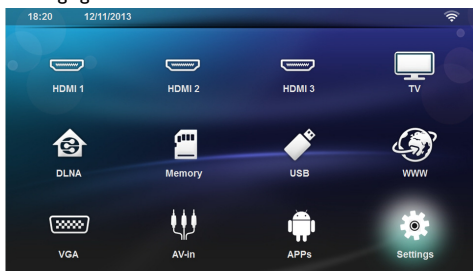 18:20 12/11/2013
HDMI 1 HDMI 2 HDMI 3 TV
DLNA Memory USB WWW
VGA AV-in APPs Settings